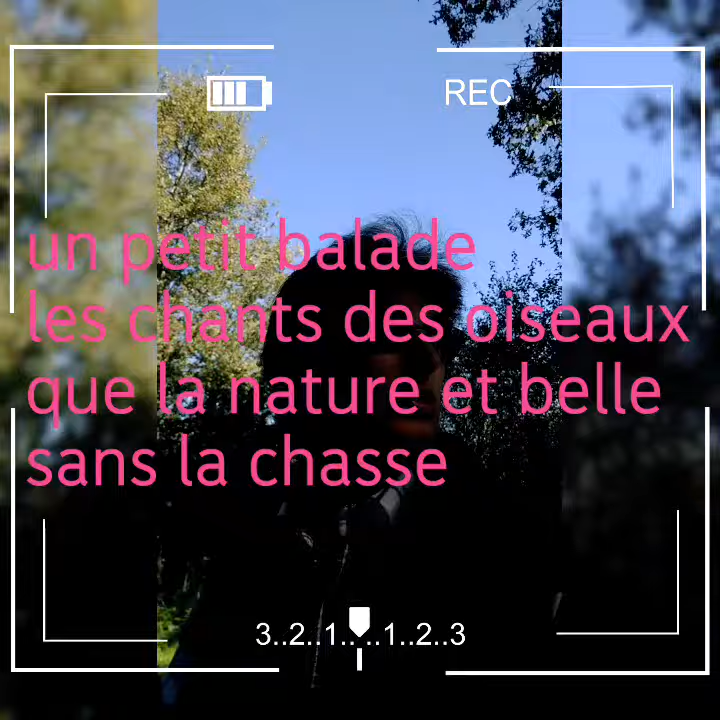 REC
un petit balade
les chants des oiseaux
que la nature et belle
sans la chasse
3..2..1.. ..1..2..3